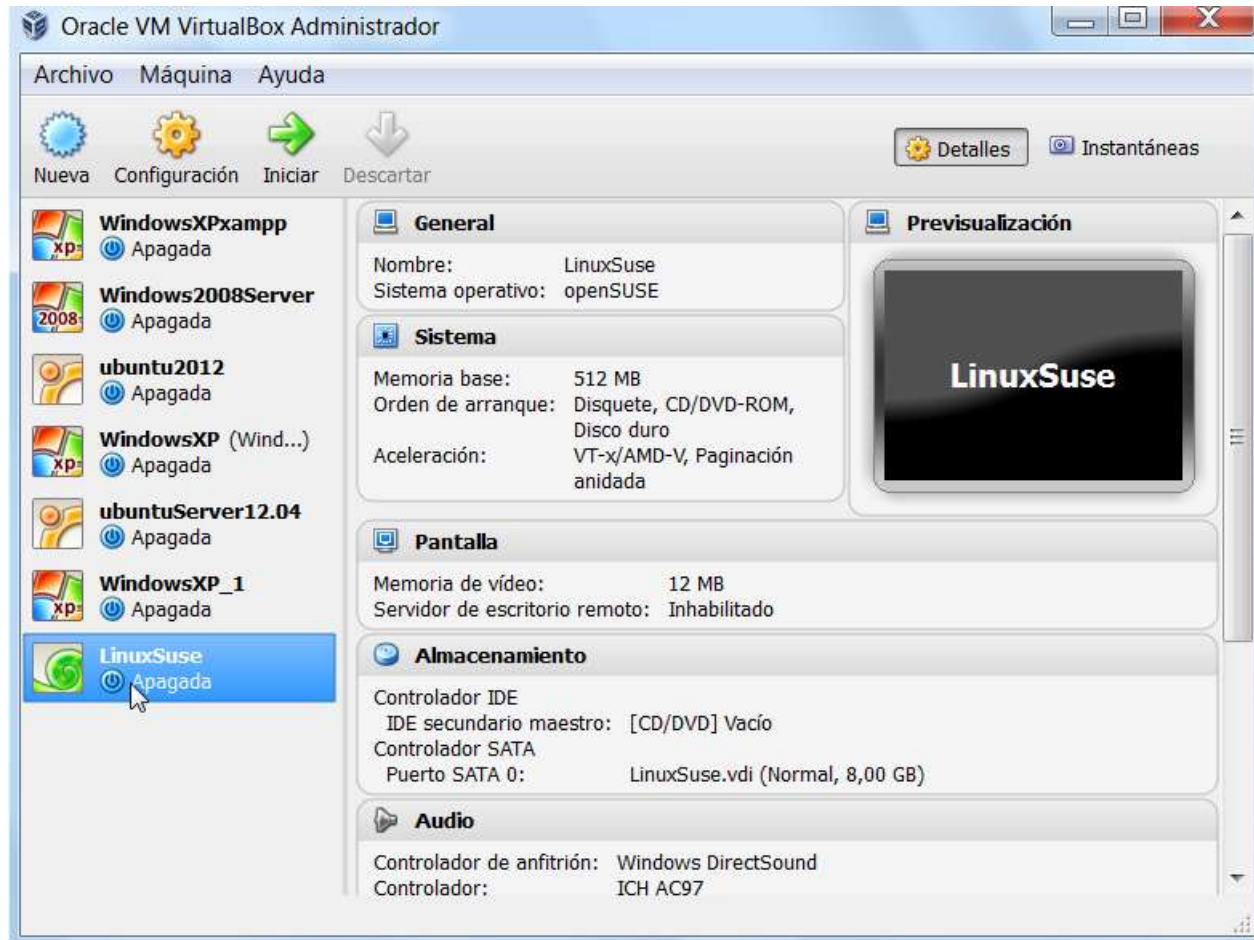 Oracle VM VirtualBox Administrador
Archivo Máquina Ayuda
Nueva Configuración Iniciar Descartar
Detalles Instantáneas
WindowsXPxampp
Apagada
Windows2008Server
Apagada
ubuntu2012
Apagada
WindowsXP (Wind...)
Apagada
ubuntuServer12.04
Apagada
WindowsXP_1
Apagada
LinuxSuse
Apagada
xp
2008
xp
xp
General
Nombre: LinuxSuse
Sistema operativo: openSUSE
Sistema
Memoria base: 512 MB
Orden de arranque: Disquete, CD/DVD-ROM,
Disco duro
Aceleración: VT-x/AMD-V, Paginación
anidada
Previsualización
LinuxSuse
Pantalla
Memoria de vídeo: 12 MB
Servidor de escritorio remoto: Inhabilitado
Almacenamiento
Controlador IDE
IDE secundario maestro: [CD/DVD] Vacío
Controlador SATA
Puerto SATA 0: LinuxSuse.vdi (Normal, 8,00 GB)
Audio
Controlador de anfitrión: Windows DirectSound
Controlador: ICH AC97